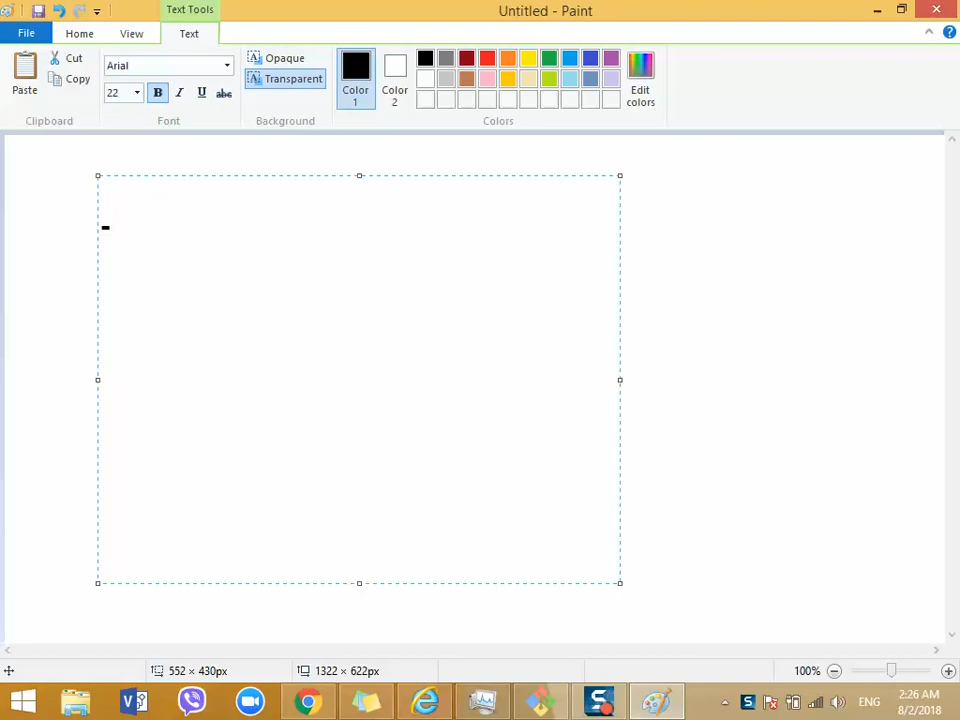 Text Tools
Untitled - Paint
File
Home
View
Text
Paste
Cut
Copy
Clipboard
Arial
22
B
I
U
abc
Font
Opaque
Transparent
Background
Color 1
Color 2
Edit colors
Colors
-
552 × 430px
1322 × 622px
100%
ENG
2:26 AM
8/2/2018